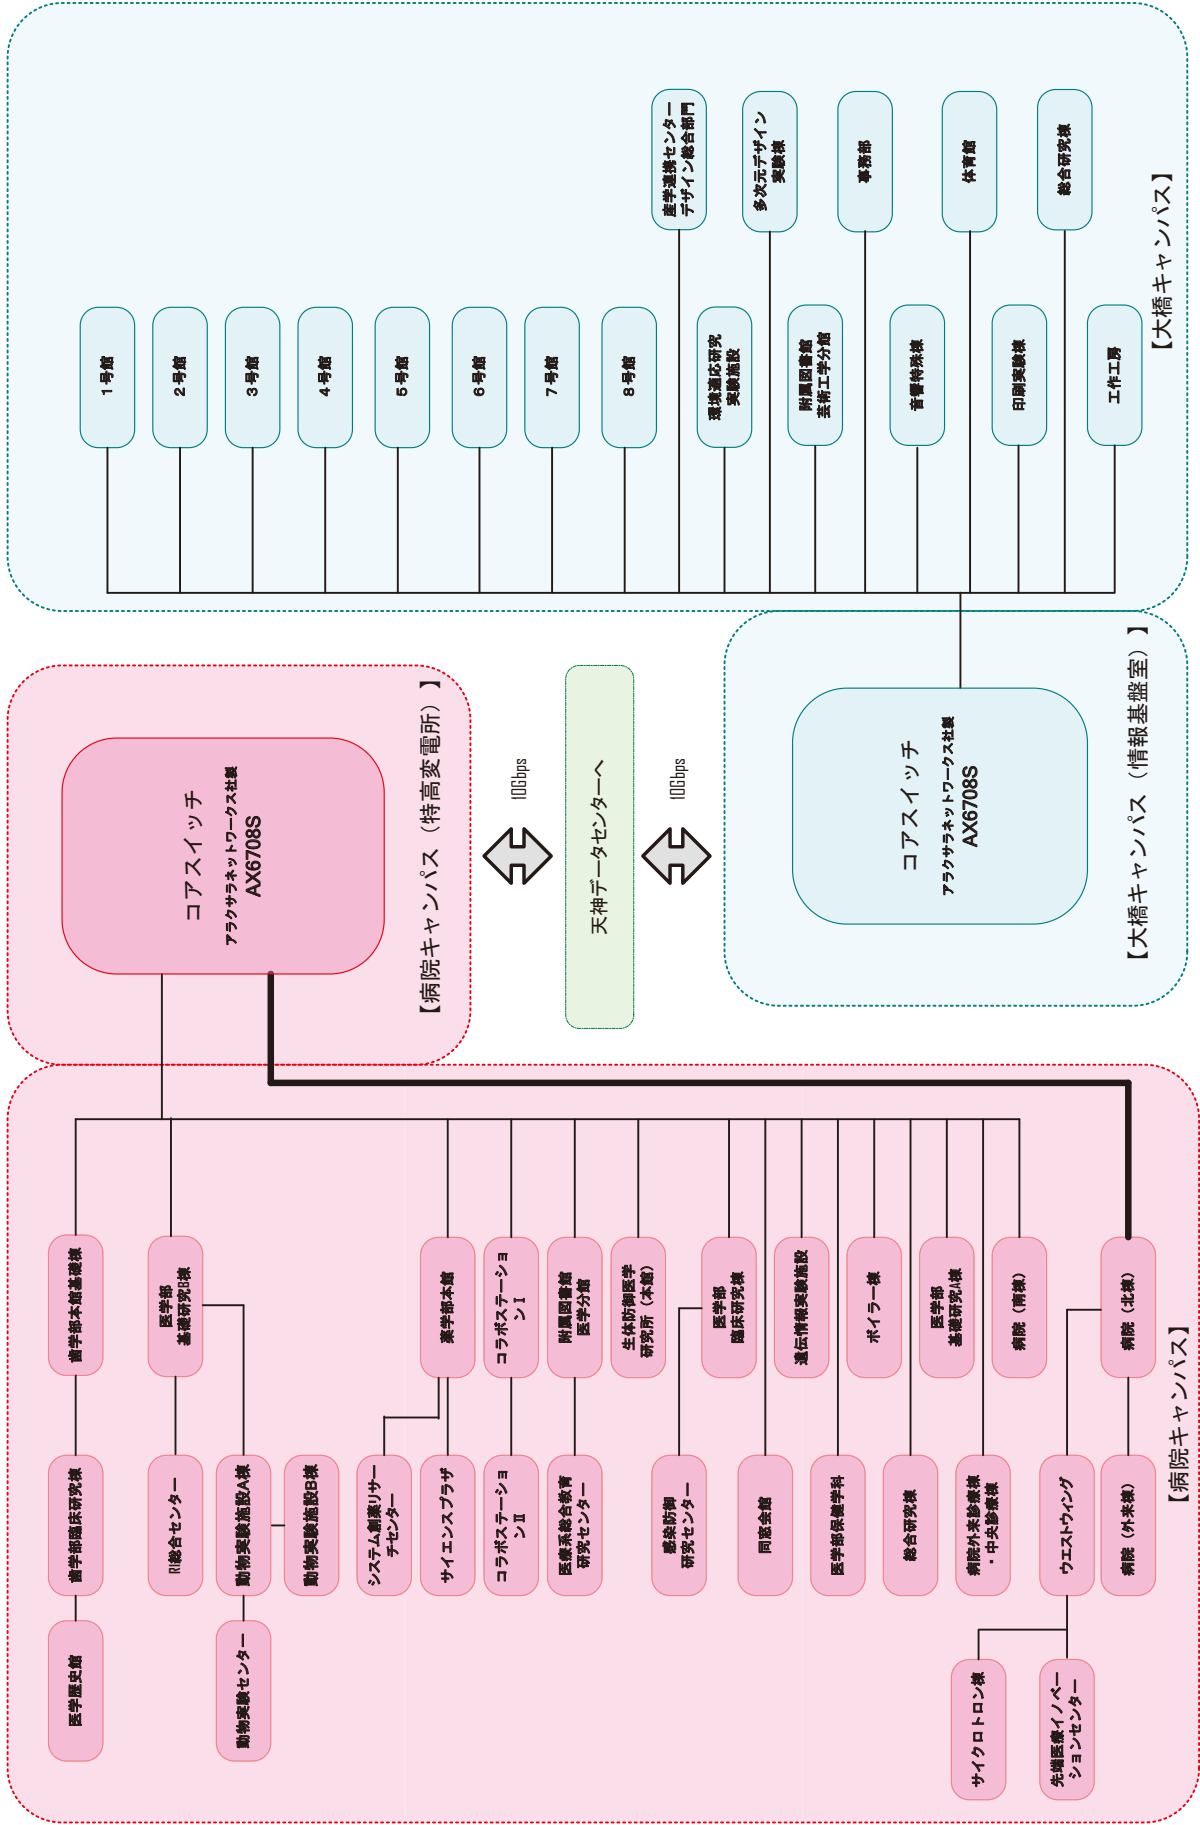 【病院キャンパス】
歯学部本館基礎棟
医学部
基礎研究B棟
薬学部本館
コラボステーショ
ンⅠ
附属図書館
医学分館
生体防御医学
研究所（本館）
医学部
臨床研究棟
遺伝情報実験施設
ボイラー棟
医学部
基礎研究A棟
病院（南棟）
病院（北棟）
歯学部臨床研究棟
RI総合センター
動物実験施設A棟
動物実験施設B棟
システム創薬リサー
チセンター
サイエンスプラザ
コラボステーショ
ンⅡ
医療系総合教育
研究センター
感染防御
研究センター
同窓会館
医学部保健学科
総合研究棟
病院外来診療棟
・中央診療棟
ウエストウィング
病院（外来棟）
医学歴史館
動物実験センター
サイクロトロン棟
先端医療イノベー
ションセンター
コアスイッチ
アラクサラネットワークス社製
AX6708S
【病院キャンパス（特高変電所）】
10Gbps
天神データセンターへ
10Gbps
コアスイッチ
アラクサラネットワークス社製
AX6708S
【大橋キャンパス（情報基盤室）】
1号館
2号館
3号館
4号館
5号館
6号館
7号館
8号館
産学連携センター
デザイン総合部門
環境適応研究
実験施設
多次元デザイン
実験棟
附属図書館
芸術工学分館
事務部
音響特殊棟
体育館
印刷実験棟
総合研究棟
工作工房
【大橋キャンパス】